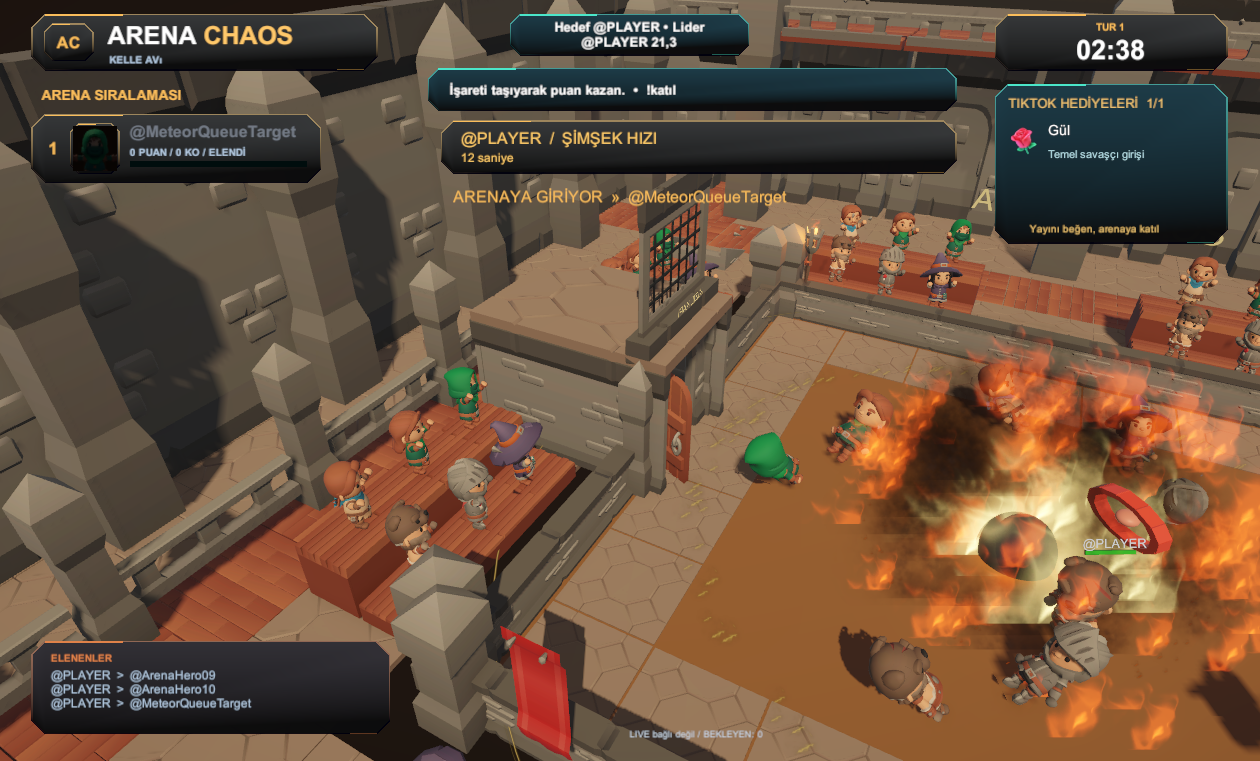 AC
ARENA CHAOS
KELLE AVı
Hedef @PLAYER • Lider
@PLAYER 21,3
TUR 1
02:38
ARENA SIRALAMASI
1
@MeteorQueueTarget
0 PUAN / 0 KO / ELENDİ
İşareti taşıyarak puan kazan. • !katıl
@PLAYER / ŞİMŞEK HIZI
12 saniye
ARENAYA GİRİYOR » @MeteorQueueTarget
TIKTOK HEDİYELERİ 1/1
Gül
Temel savaşçı girişi
Yayını beğen, arenaya katıl
@PLAYER
ELENENLER
@PLAYER > @ArenaHero09
@PLAYER > @ArenaHero10
@PLAYER > @MeteorQueueTarget
LIVE bağlı değil / BEKLEYEN: 0